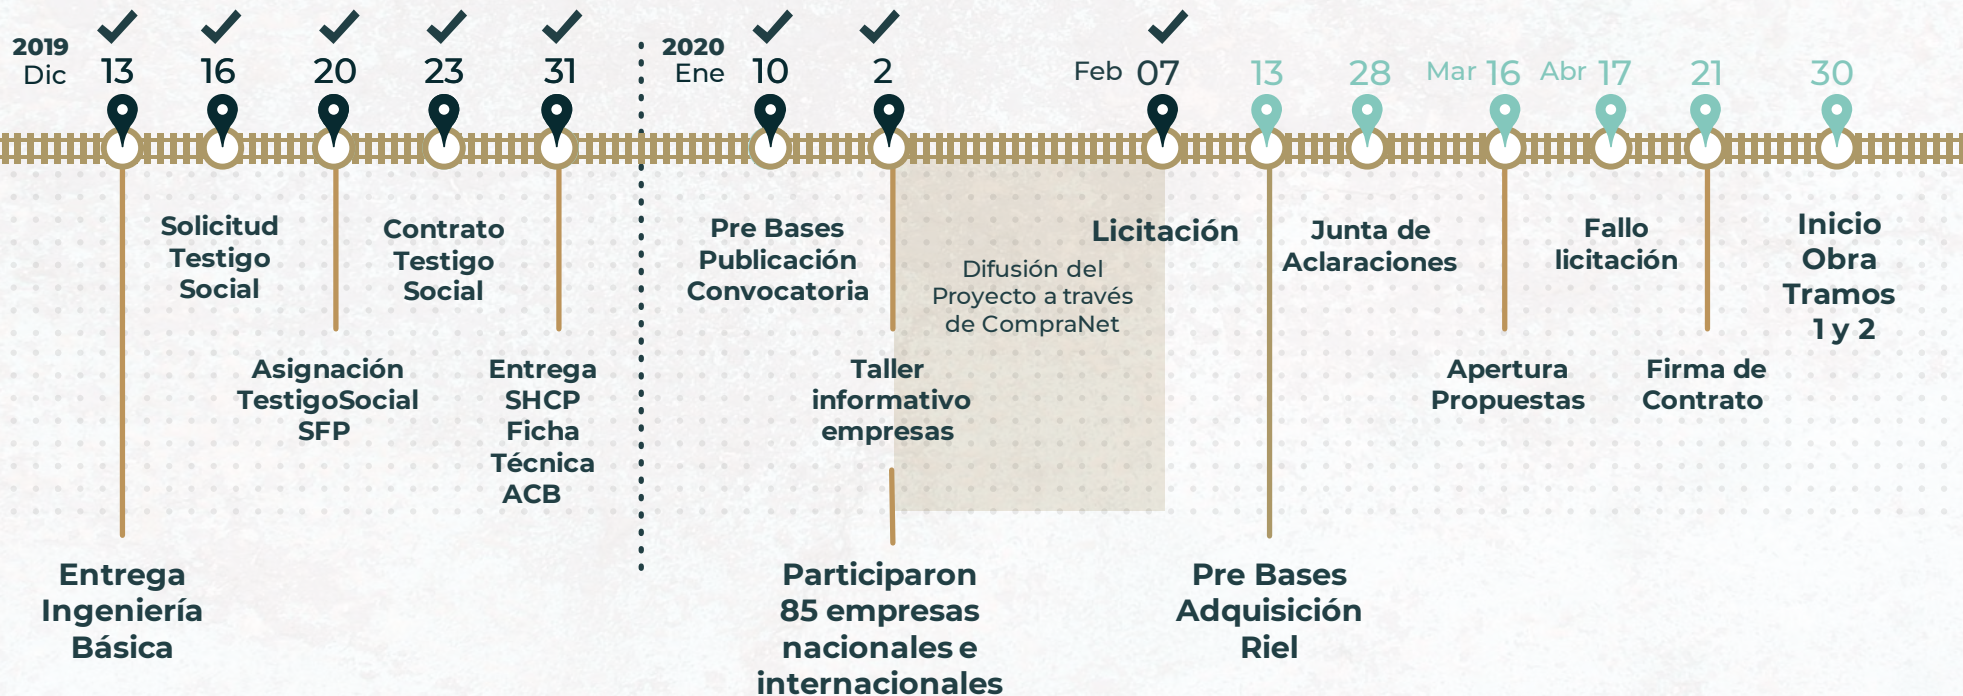 2019
Dic
13
16
20
23
31
2020
Ene
10
2
Feb 07
13
28
Mar 16
Abr 17
21
30
Solicitud
Testigo
Social
Contrato
Testigo
Social
Pre Bases
Publicación
Convocatoria
Difusión del
Proyecto a través
de CompraNet
Licitación
Junta de
Aclaraciones
Fallo
licitación
Inicio
Obra
Tramos
1 y 2
Asignación
TestigoSocial
SFP
Entrega
SHCP
Ficha
Técnica
ACB
Taller
informativo
empresas
Apertura
Propuestas
Firma de
Contrato
Entrega
Ingeniería
Básica
Participaron
85 empresas
nacionales e
internacionales
Pre Bases
Adquisición
Riel